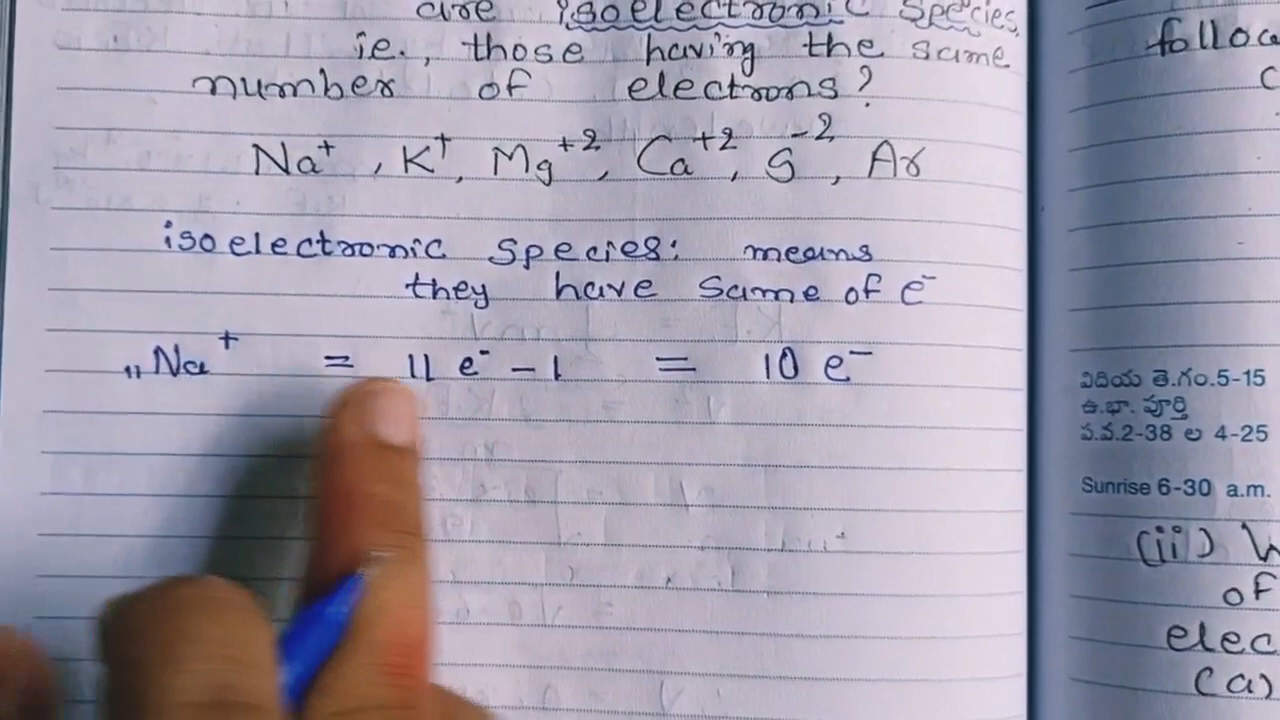 are isoelectronic species,
ie., those having the same
number of electrons?
Na⁺, K⁺, Mg⁺², Ca⁺², S⁻², Ar
isoelectronic species: means
they have same of e⁻
₁₁Na⁺ = 11 e⁻ - 1 = 10 e⁻
విదియ తె.గం.5-15
ఉ.భా. పూర్తి
ప.వ.2-38 ల 4-25
Sunrise 6-30 a.m.
(ii)
of
(a)